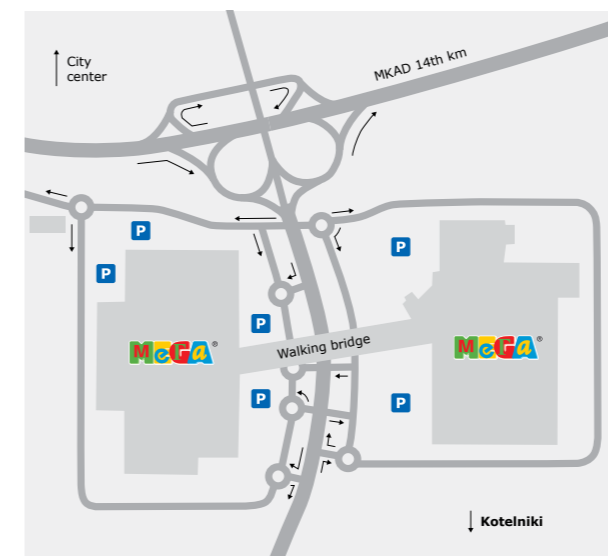 City
center
MKAD 14th km
P
P
P
P
P
P
MEGA®
MEGA®
Walking bridge
Kotelniki